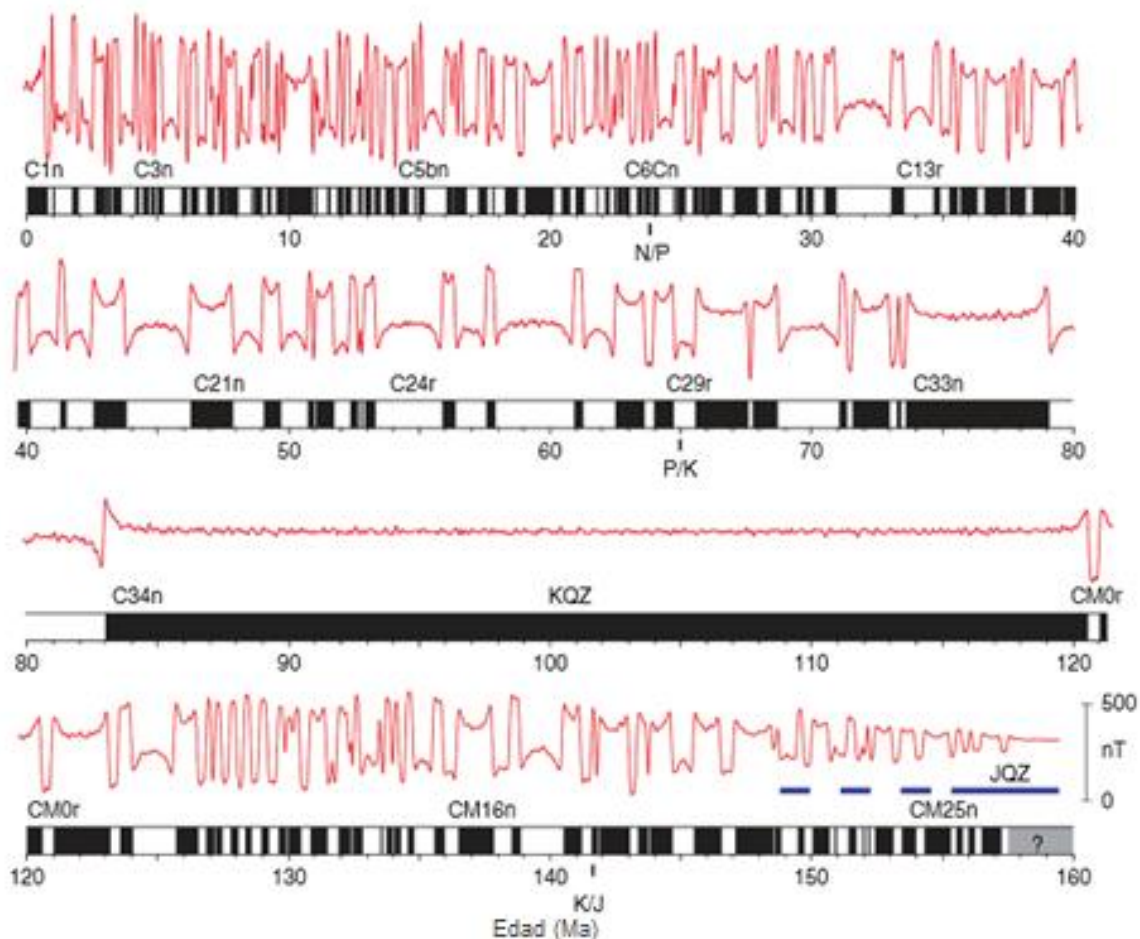 C1n C3n C5bn C6Cn C13r
0 10 20 30 40
N/P
C21n C24r C29r C33n
40 50 60 70 80
P/K
C34n KQZ CM0r
80 90 100 110 120
500
nT
JQZ
0
CM0r CM16n CM25n
?
120 130 140 150 160
K/J
Edad (Ma)